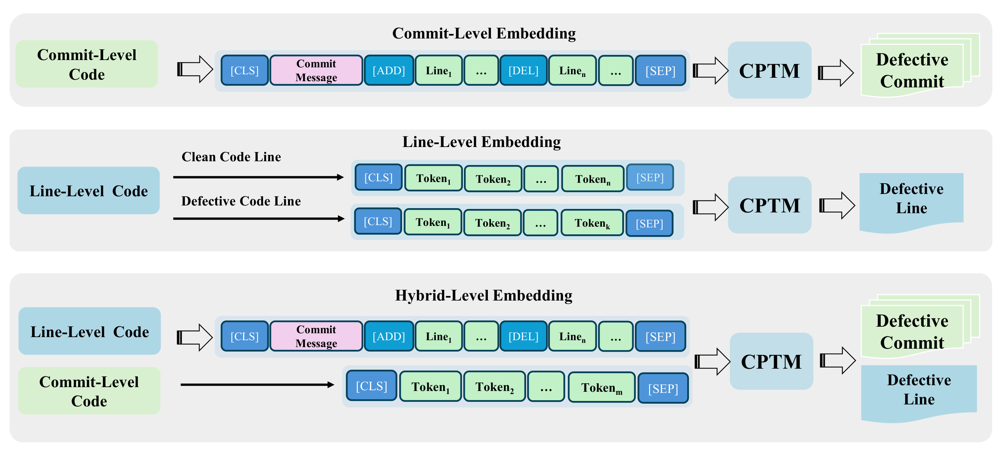 Commit-Level Embedding
Commit-Level
Code
[CLS]
Commit
Message
[ADD]
Line1
...
[DEL]
Linen
...
[SEP]
CPTM
Defective
Commit
Line-Level Embedding
Line-Level Code
Clean Code Line
[CLS]
Token1
Token2
...
Tokenn
[SEP]
Defective Code Line
[CLS]
Token1
Token2
...
Tokenk
[SEP]
CPTM
Defective
Line
Hybrid-Level Embedding
Line-Level Code
[CLS]
Commit
Message
[ADD]
Line1
...
[DEL]
Linen
...
[SEP]
Commit-Level
Code
[CLS]
Token1
Token2
...
Tokenm
[SEP]
CPTM
Defective
Commit
Defective
Line